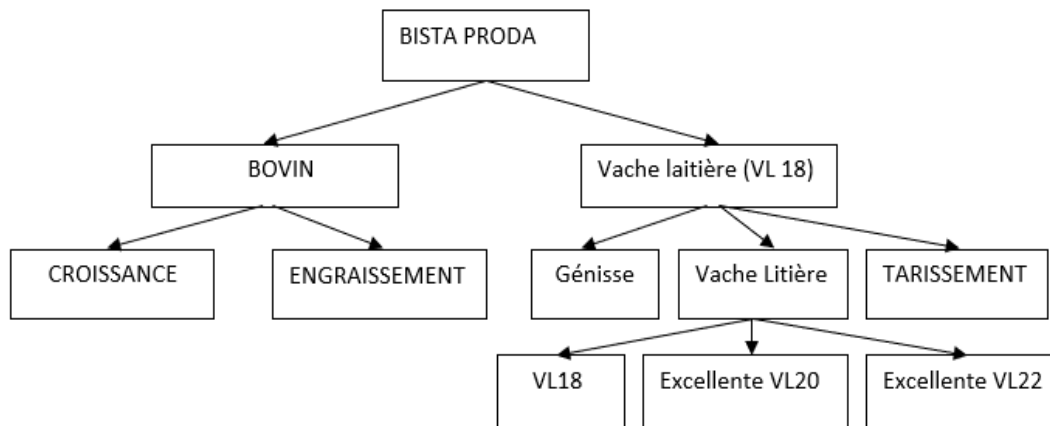 BISTA PRODA
BOVIN
Vache laitière (VL 18)
CROISSANCE
ENGRAISSEMENT
Génisse
Vache Litière
TARISSEMENT
VL18
Excellente VL20
Excellente VL22